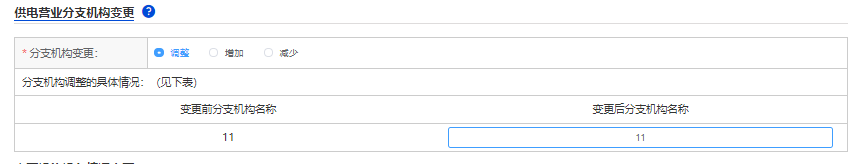 供电营业分支机构变更 ?
* 分支机构变更： 调整 增加 减少
分支机构调整的具体情况： (见下表)
变更前分支机构名称 变更后分支机构名称
11 11